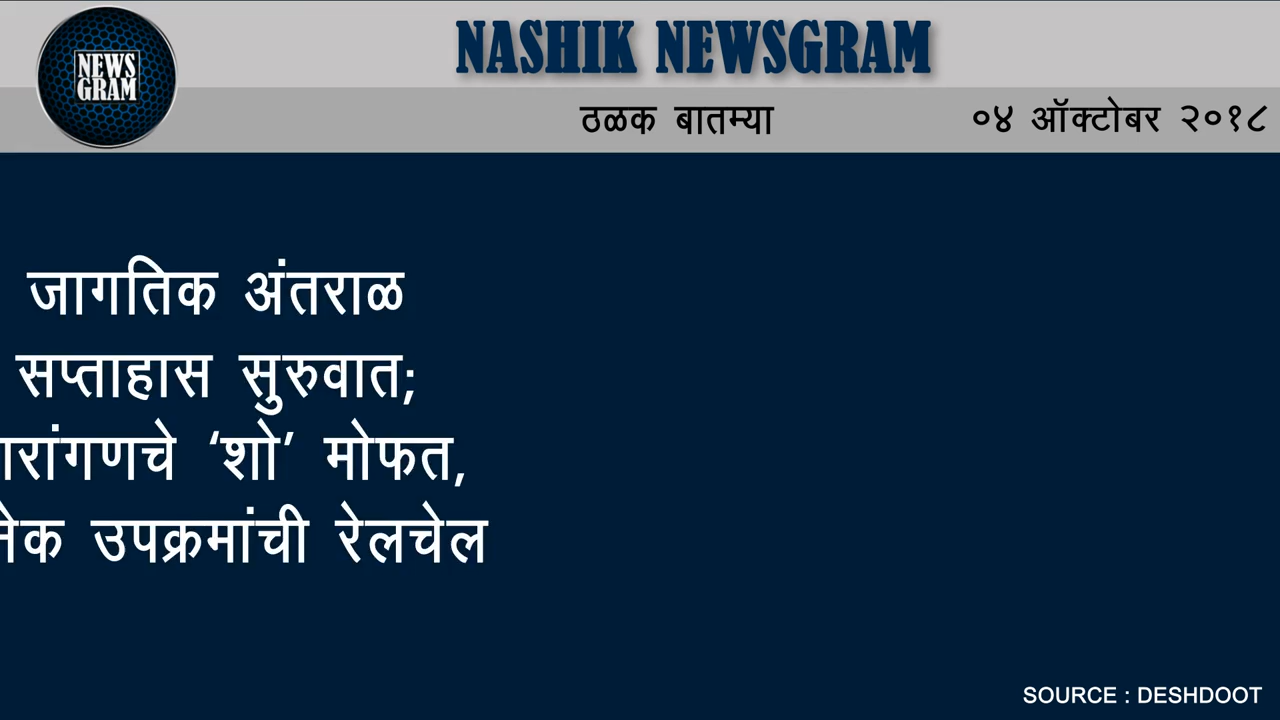 NEWS
GRAM
NASHIK NEWSGRAM
ठळक बातम्या
०४ ऑक्टोबर २०१८
जागतिक अंतराळ
सप्ताहास सुरुवात;
‘शो’ मोफत,
उपक्रमांची रेलचेल
SOURCE : DESHDOOT